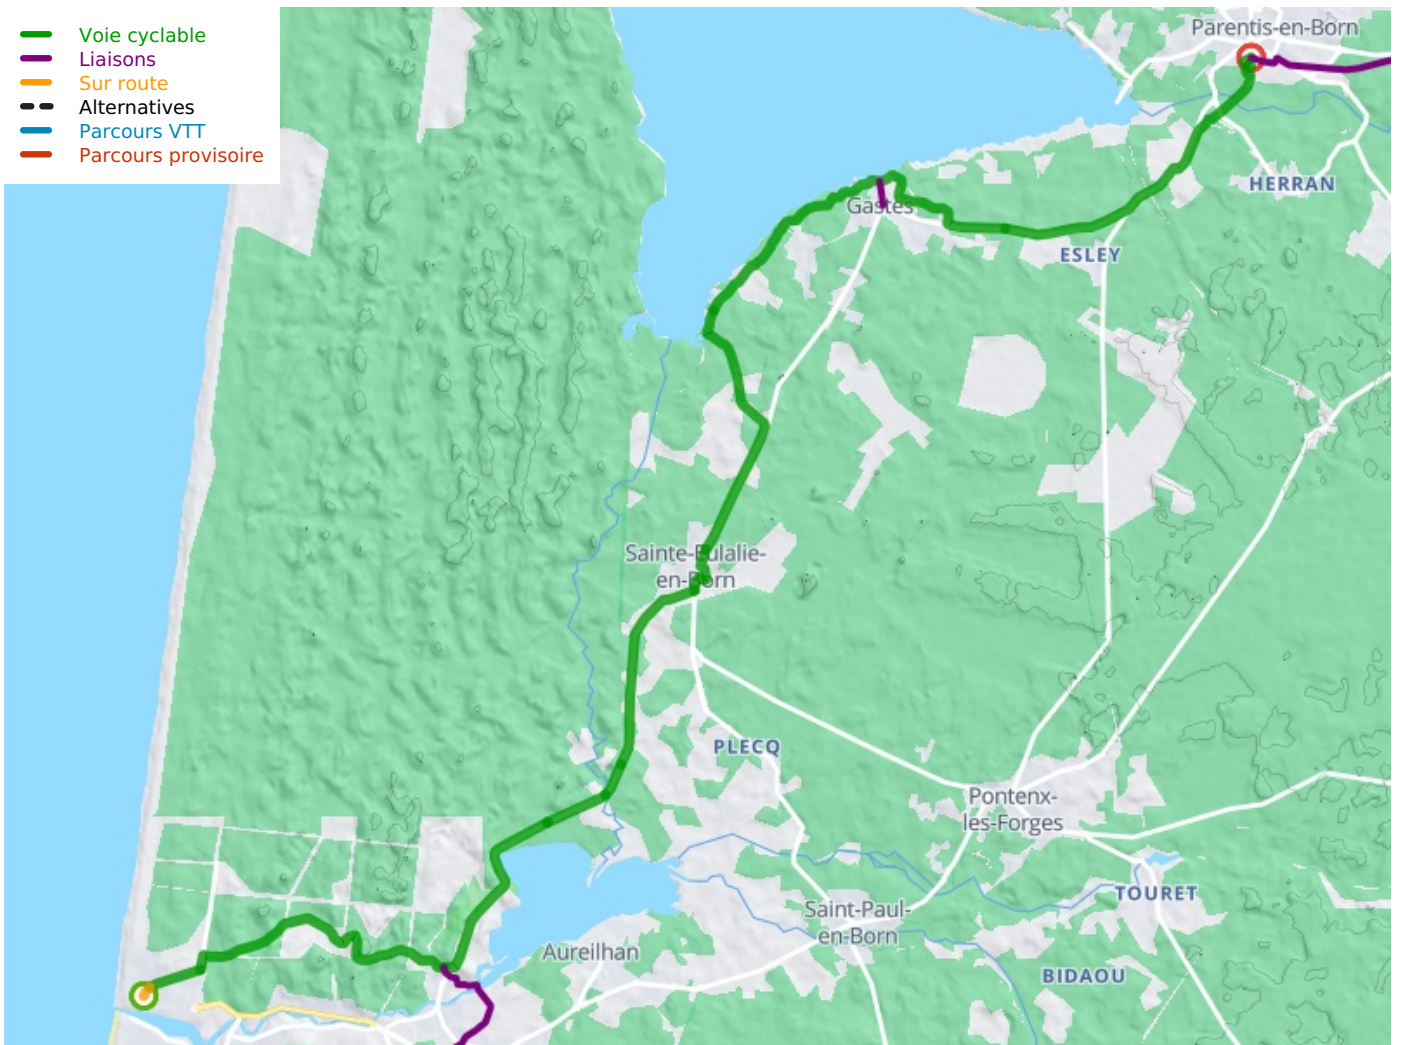 Voie cyclable
Liaisons
Sur route
Alternatives
Parcours VTT
Parcours provisoire
Parentis-en-Born
HERRAN
Gastes
ESLEY
Sainte-Eulalie-
en-Born
PLECQ
Pontenx-
les-Forges
TOURET
Saint-Paul-
en-Born
Aureilhan
BIDAOU